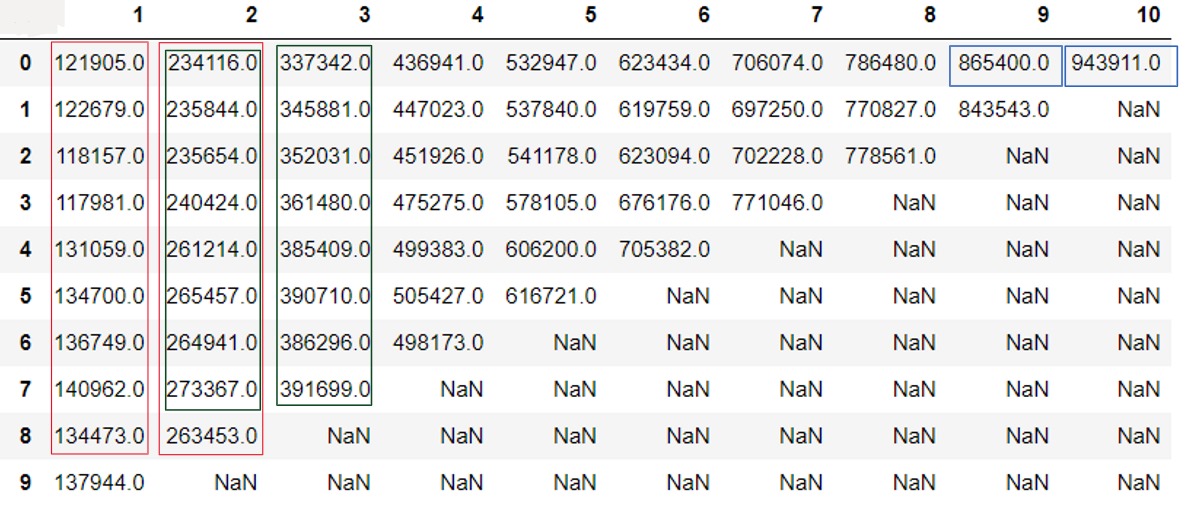 1 2 3 4 5 6 7 8 9 10
0 121905.0 234116.0 337342.0 436941.0 532947.0 623434.0 706074.0 786480.0 865400.0 943911.0
1 122679.0 235844.0 345881.0 447023.0 537840.0 619759.0 697250.0 770827.0 843543.0 NaN
2 118157.0 235654.0 352031.0 451926.0 541178.0 623094.0 702228.0 778561.0 NaN NaN
3 117981.0 240424.0 361480.0 475275.0 578105.0 676176.0 771046.0 NaN NaN NaN
4 131059.0 261214.0 385409.0 499383.0 606200.0 705382.0 NaN NaN NaN NaN
5 134700.0 265457.0 390710.0 505427.0 616721.0 NaN NaN NaN NaN NaN
6 136749.0 264941.0 386296.0 498173.0 NaN NaN NaN NaN NaN NaN
7 140962.0 273367.0 391699.0 NaN NaN NaN NaN NaN NaN NaN
8 134473.0 263453.0 NaN NaN NaN NaN NaN NaN NaN NaN
9 137944.0 NaN NaN NaN NaN NaN NaN NaN NaN NaN